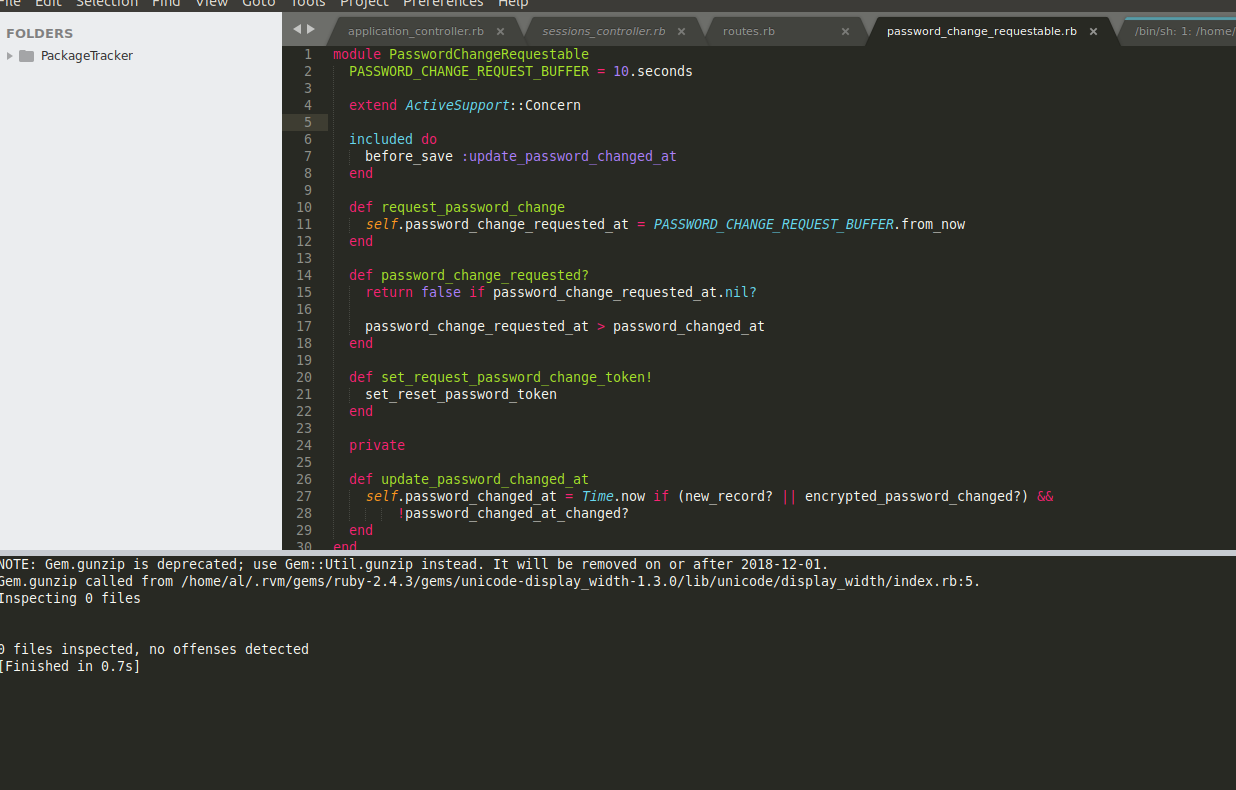 File Edit Selection Find View Goto Tools Project Preferences Help
FOLDERS
PackageTracker
application_controller.rb × sessions_controller.rb × routes.rb × password_change_requestable.rb × /bin/sh: 1: /home/
1 module PasswordChangeRequestable
2 PASSWORD_CHANGE_REQUEST_BUFFER = 10.seconds
3
4 extend ActiveSupport::Concern
5
6 included do
7 before_save :update_password_changed_at
8 end
9
10 def request_password_change
11 self.password_change_requested_at = PASSWORD_CHANGE_REQUEST_BUFFER.from_now
12 end
13
14 def password_change_requested?
15 return false if password_change_requested_at.nil?
16
17 password_change_requested_at > password_changed_at
18 end
19
20 def set_request_password_change_token!
21 set_reset_password_token
22 end
23
24 private
25
26 def update_password_changed_at
27 self.password_changed_at = Time.now if (new_record? || encrypted_password_changed?) &&
28 !password_changed_at_changed?
29 end
30 end
NOTE: Gem.gunzip is deprecated; use Gem::Util.gunzip instead. It will be removed on or after 2018-12-01.
Gem.gunzip called from /home/al/.rvm/gems/ruby-2.4.3/gems/unicode-display_width-1.3.0/lib/unicode/display_width/index.rb:5.
Inspecting 0 files
0 files inspected, no offenses detected
[Finished in 0.7s]